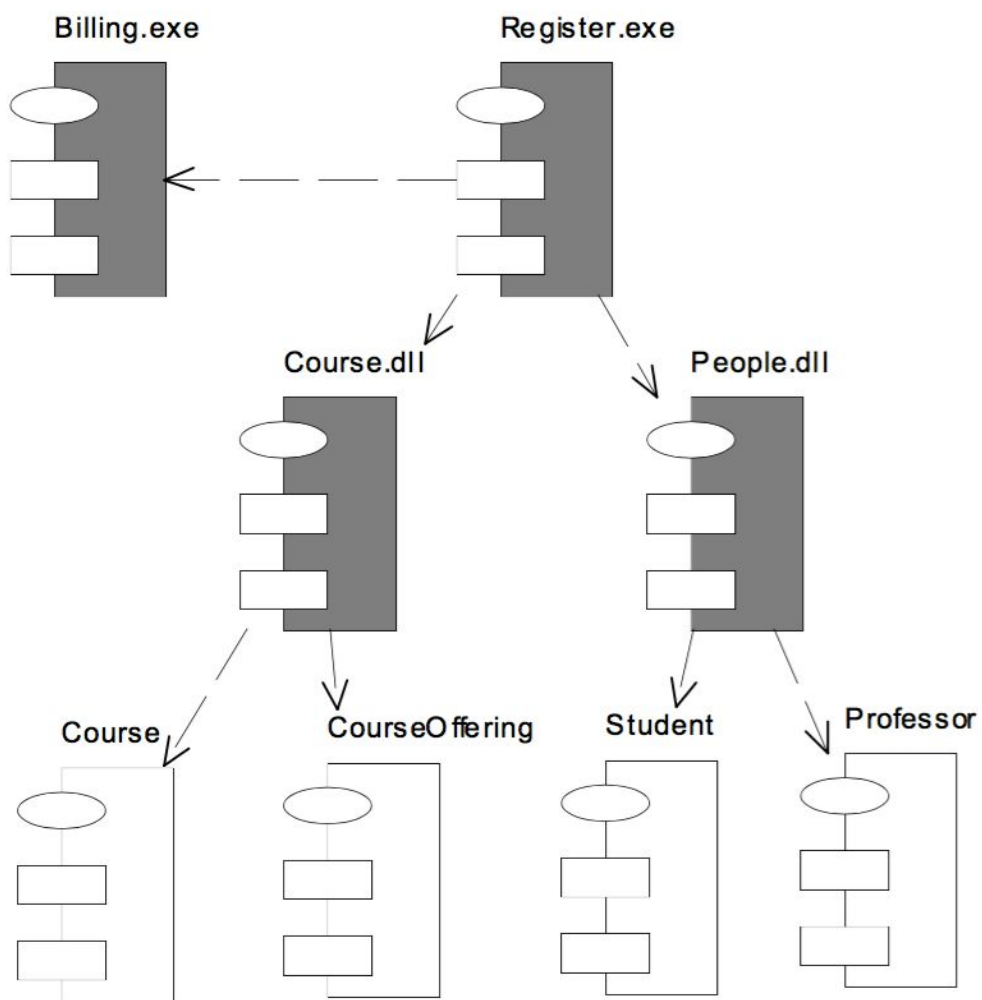 Billing.exe
Register.exe
Course.dll
People.dll
Course
CourseOffering
Student
Professor